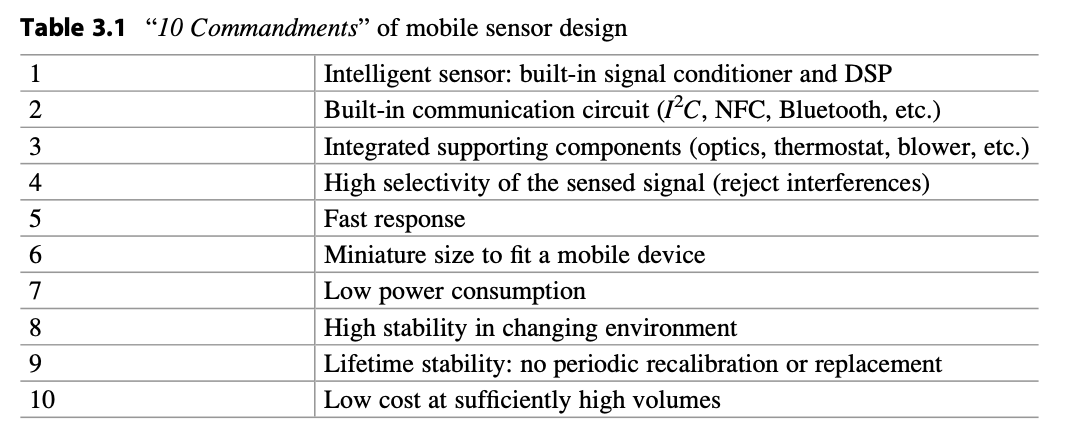 Table 3.1 “10 Commandments” of mobile sensor design
1 Intelligent sensor: built-in signal conditioner and DSP
2 Built-in communication circuit (I²C, NFC, Bluetooth, etc.)
3 Integrated supporting components (optics, thermostat, blower, etc.)
4 High selectivity of the sensed signal (reject interferences)
5 Fast response
6 Miniature size to fit a mobile device
7 Low power consumption
8 High stability in changing environment
9 Lifetime stability: no periodic recalibration or replacement
10 Low cost at sufficiently high volumes